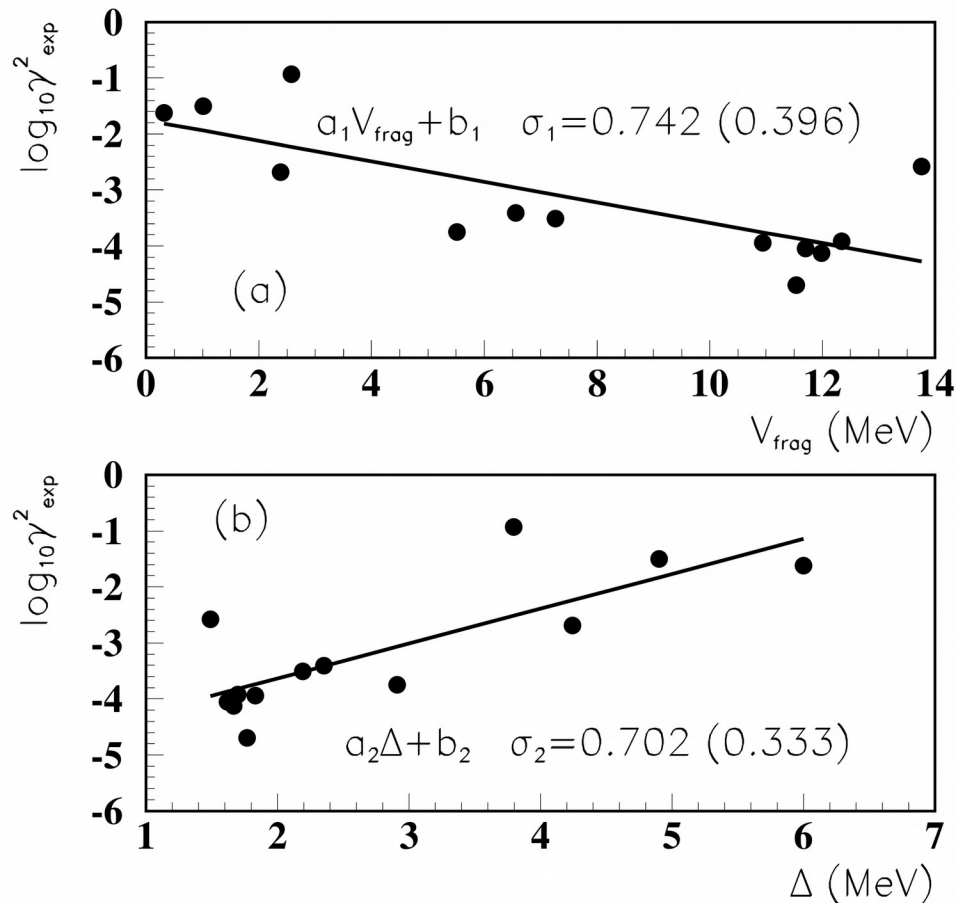 0
-1
-2
-3
-4
-5
-6
log₁₀γ²exp
a₁Vfrag+b₁ σ₁=0.742 (0.396)
(a)
0 2 4 6 8 10 12 14
Vfrag (MeV)
0
-1
-2
-3
-4
-5
-6
log₁₀γ²exp
(b)
a₂Δ+b₂ σ₂=0.702 (0.333)
1 2 3 4 5 6 7
Δ (MeV)